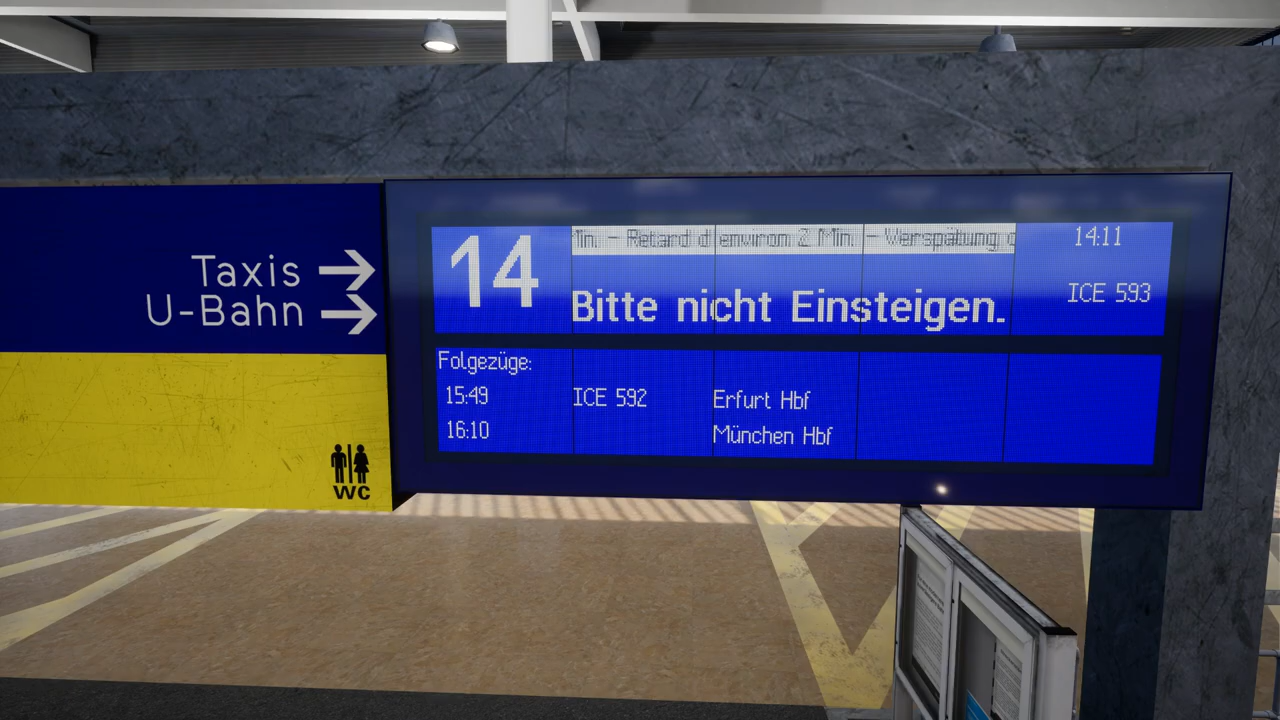 Taxis
U-Bahn
WC
14
Min. - Retard d environ 2 Min. - Werspätung
14:11
ICE 593
Bitte nicht Einsteigen.
Folgezüge:
15:49 ICE 592 Erfurt Hbf
16:10 München Hbf